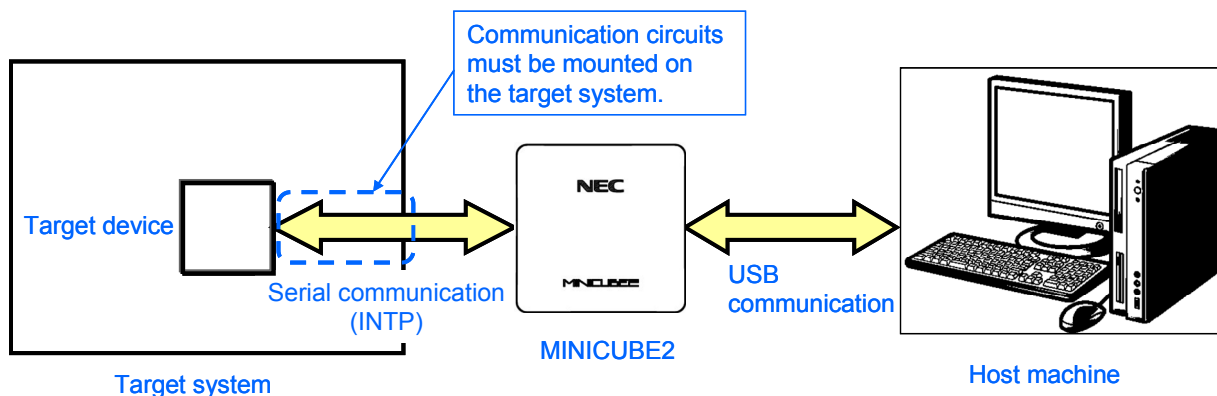 Communication circuits
must be mounted on
the target system.
NEC
Target device
MINICUBE2
Serial communication
(INTP)
USB
communication
MINICUBE2
Target system
Host machine